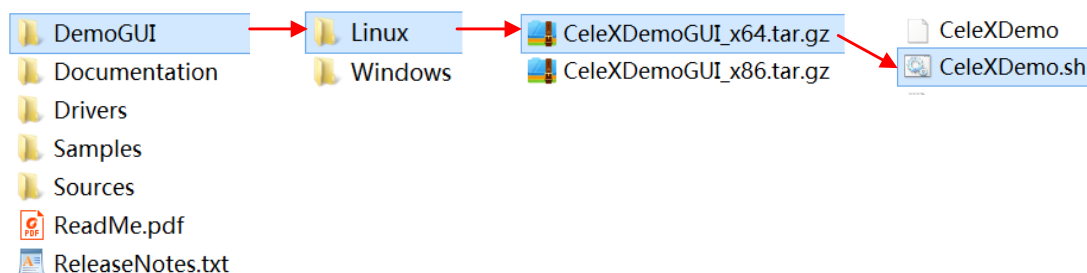 DemoGUI
Documentation
Drivers
Samples
Sources
ReadMe.pdf
ReleaseNotes.txt
Linux
Windows
CeleXDemoGUI_x64.tar.gz
CeleXDemoGUI_x86.tar.gz
CeleXDemo
CeleXDemo.sh